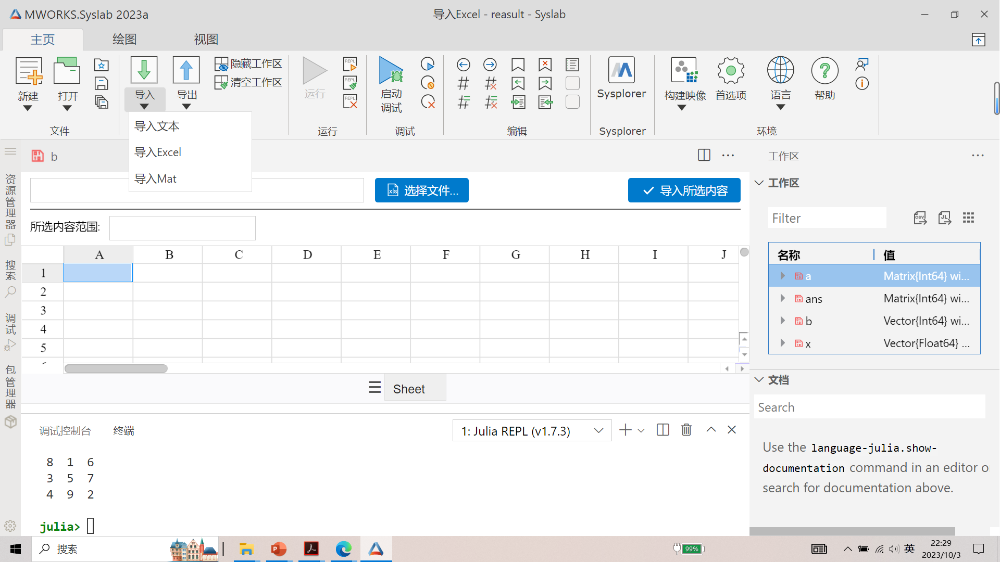 MWORKS.Syslab 2023a
导入Excel - reasult - Syslab
主页
绘图
视图
新建
打开
文件
导入
导出
隐藏工作区
清空工作区
导入文本
导入Excel
导入Mat
运行
REPL
REPL
REPL
运行
启动
调试
调试
编辑
Sysplorer
Sysplorer
构建映像
首选项
语言
帮助
环境
资源管理器
搜索
调试
包管理器
b
xls 选择文件...
导入所选内容
所选内容范围:
A B C D E F G H I J
1
2
3
4
5
Sheet
调试控制台
终端
1: Julia REPL (v1.7.3)
8 1 6
3 5 7
4 9 2
julia>
工作区
工作区
Filter
CSV
JL
名称 值
a Matrix{Int64} wi...
ans Matrix{Int64} wi...
b Vector{Int64} wi...
x Vector{Float64} ...
文档
Search
Use the language-julia.show-
documentation command in an editor o
search for documentation above.
搜索
99%
英
22:29
2023/10/3